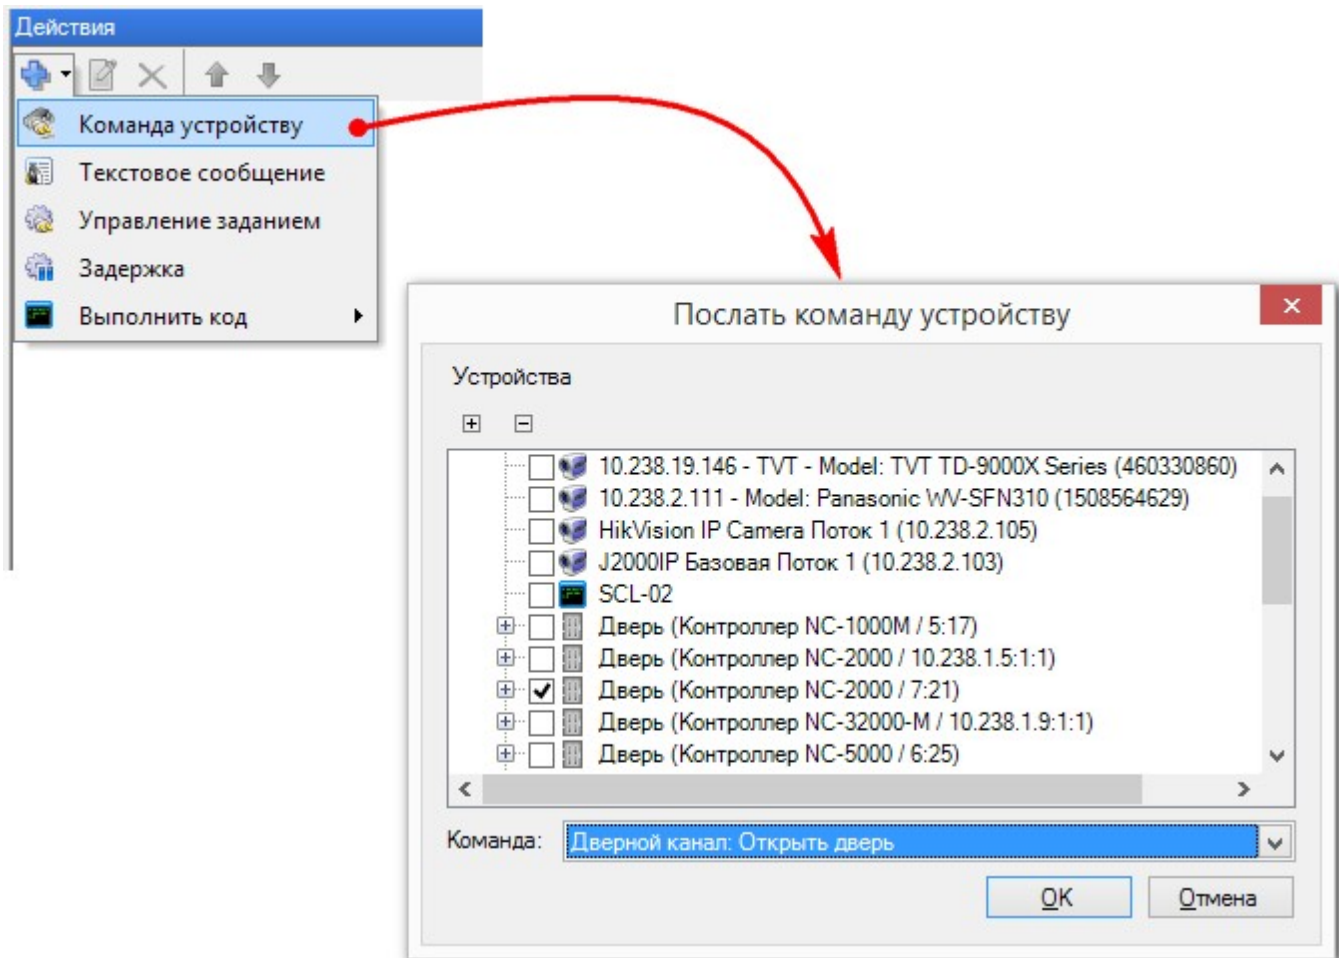 Действия
Команда устройству
Текстовое сообщение
Управление заданием
Задержка
Выполнить код
Послать команду устройству
Устройства
10.238.19.146 - TVT - Model: TVT TD-9000X Series (460330860)
10.238.2.111 - Model: Panasonic WV-SFN310 (1508564629)
HikVision IP Camera Поток 1 (10.238.2.105)
J2000IP Базовая Поток 1 (10.238.2.103)
SCL-02
Дверь (Контроллер NC-1000M / 5:17)
Дверь (Контроллер NC-2000 / 10.238.1.5:1:1)
Дверь (Контроллер NC-2000 / 7:21)
Дверь (Контроллер NC-32000-M / 10.238.1.9:1:1)
Дверь (Контроллер NC-5000 / 6:25)
Команда: Дверной канал: Открыть дверь
OK Отмена